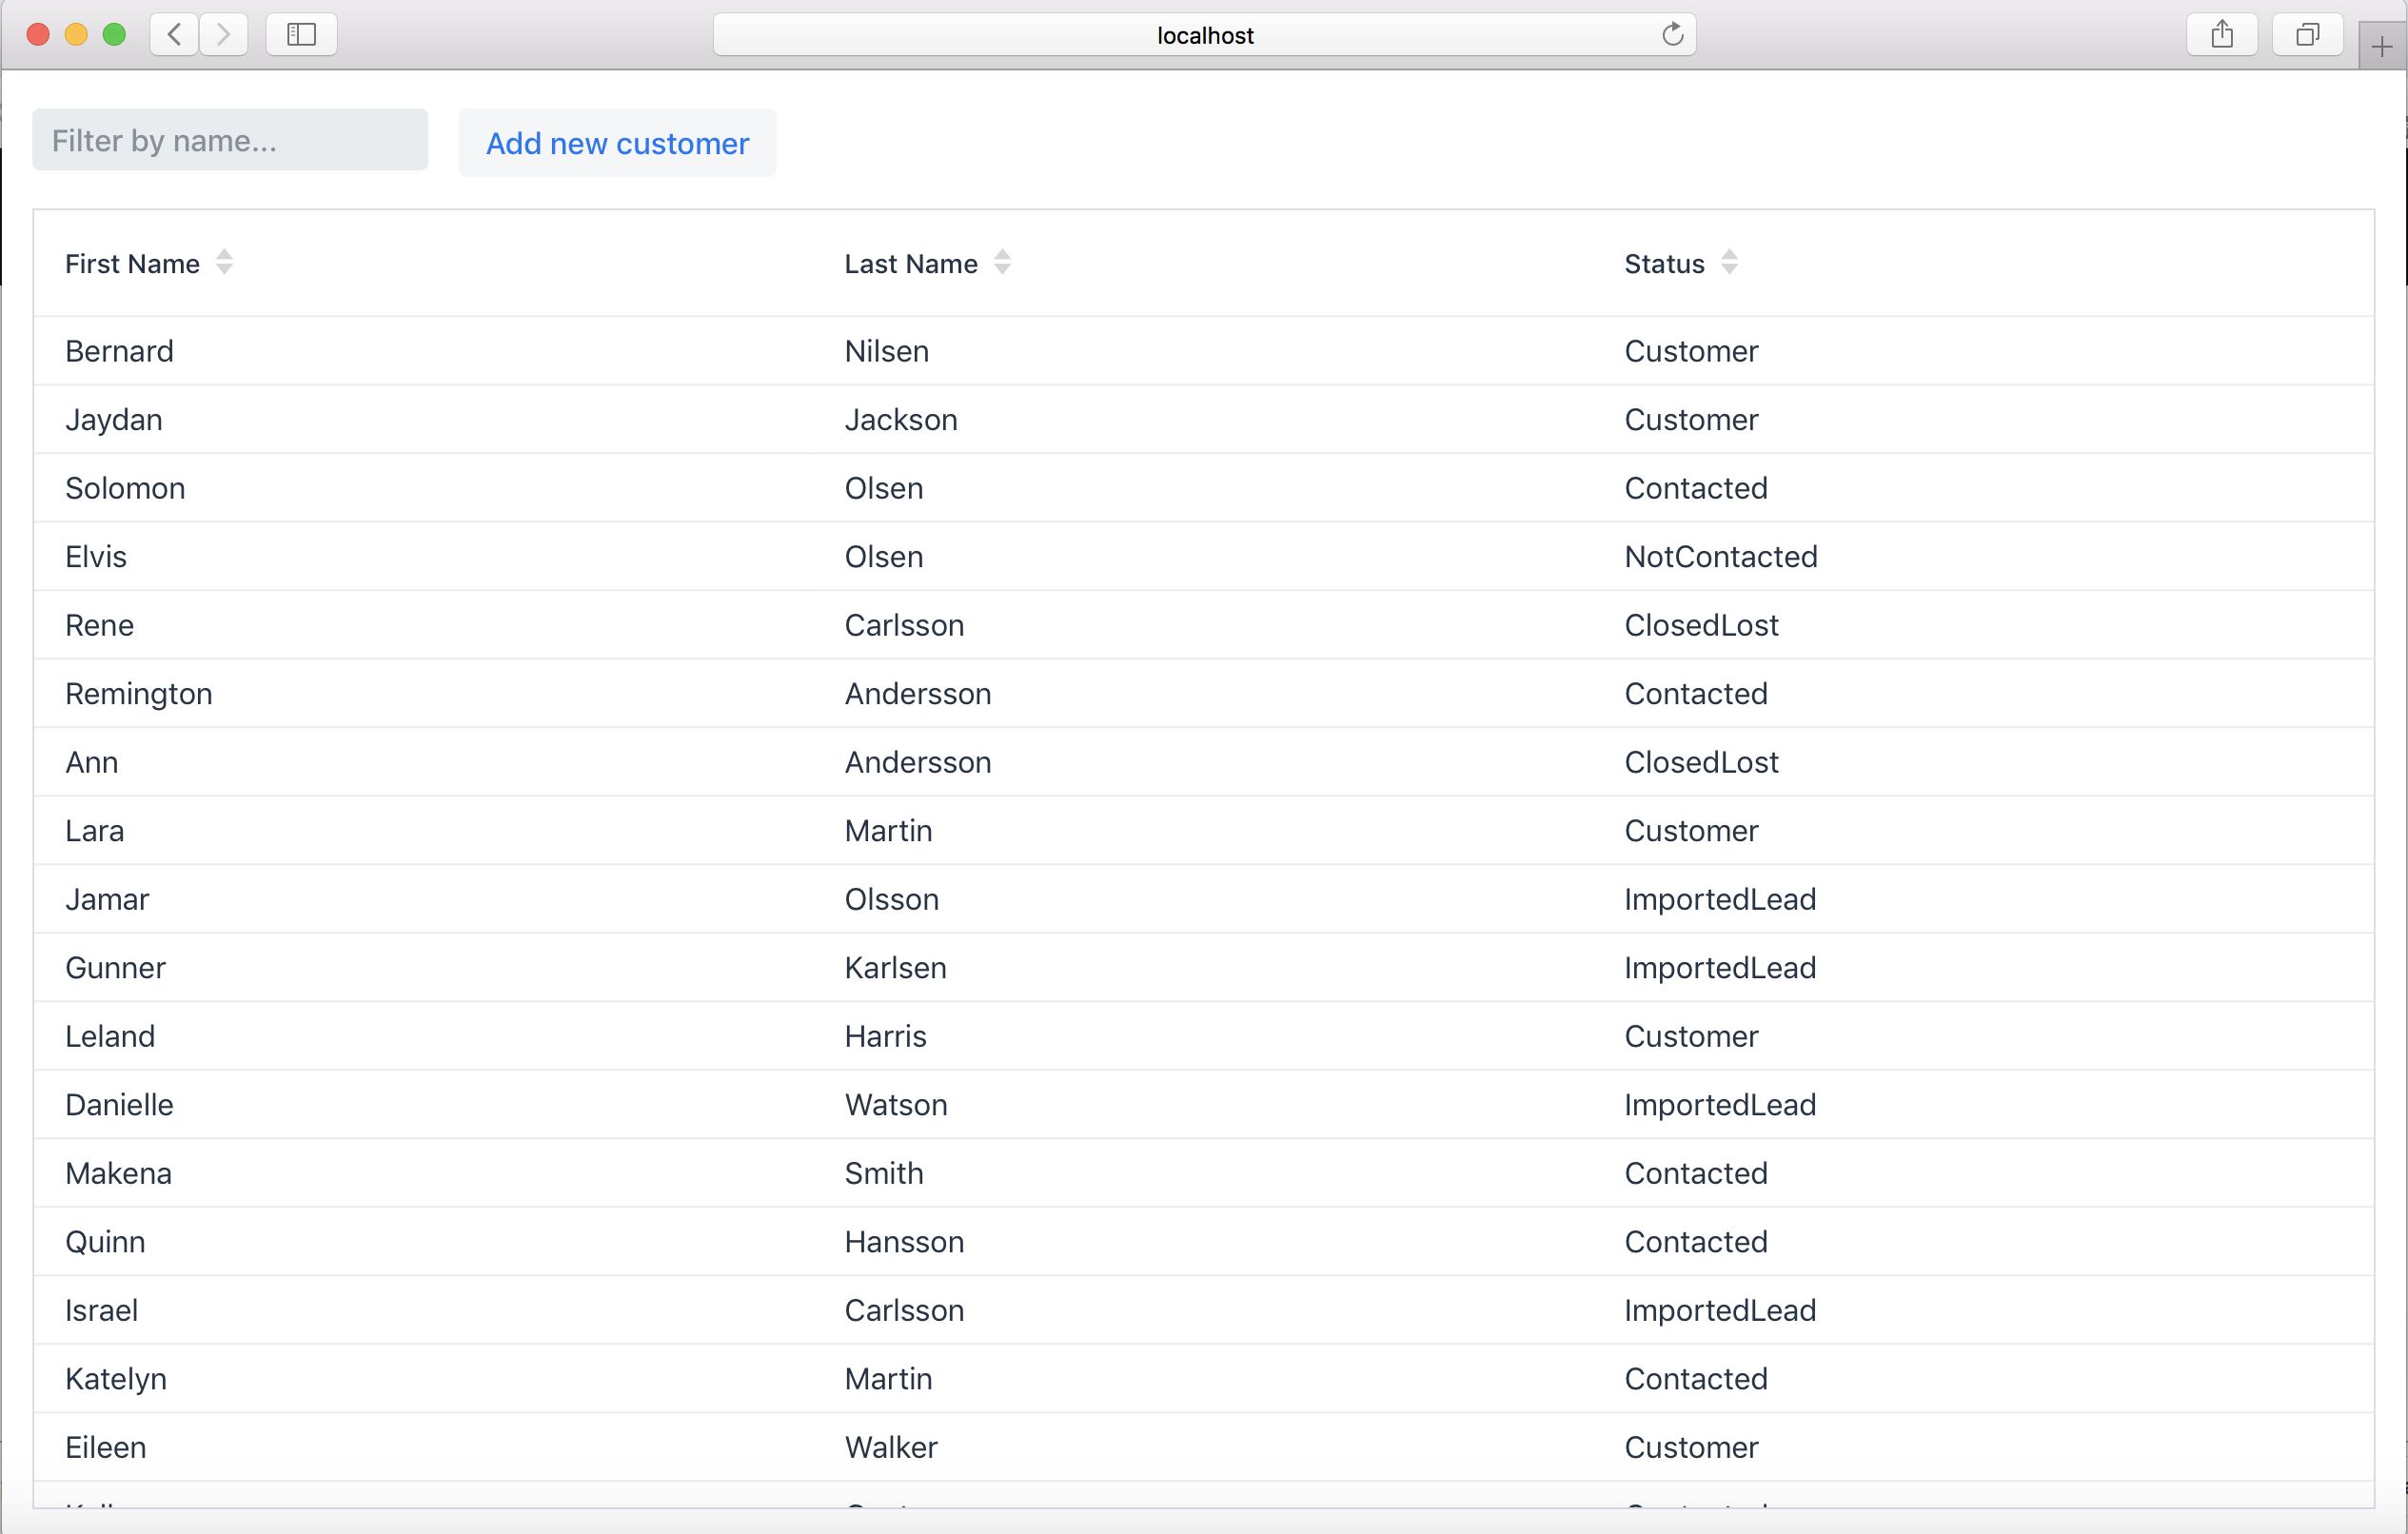 localhost
Filter by name... Add new customer
First Name Last Name Status
Bernard Nilsen Customer
Jaydan Jackson Customer
Solomon Olsen Contacted
Elvis Olsen NotContacted
Rene Carlsson ClosedLost
Remington Andersson Contacted
Ann Andersson ClosedLost
Lara Martin Customer
Jamar Olsson ImportedLead
Gunner Karlsen ImportedLead
Leland Harris Customer
Danielle Watson ImportedLead
Makena Smith Contacted
Quinn Hansson Contacted
Israel Carlsson ImportedLead
Katelyn Martin Contacted
Eileen Walker Customer